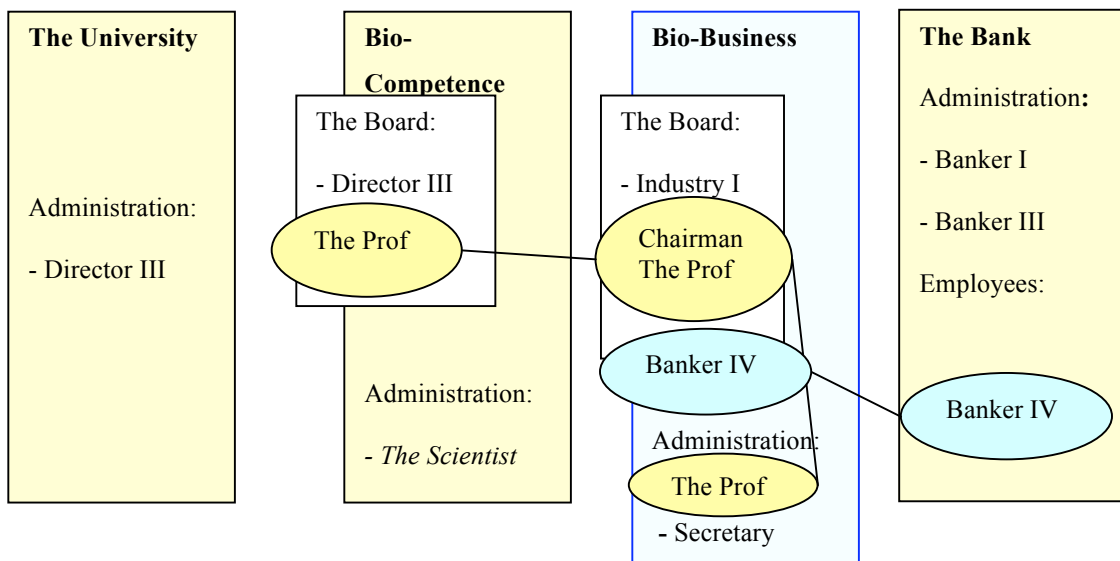 The University
Administration:
- Director III
Bio-
Competence
The Board:
- Director III
The Prof
Administration:
- The Scientist
Bio-Business
The Board:
- Industry I
Chairman
The Prof
Banker IV
Administration:
The Prof
- Secretary
The Bank
Administration:
- Banker I
- Banker III
Employees:
Banker IV